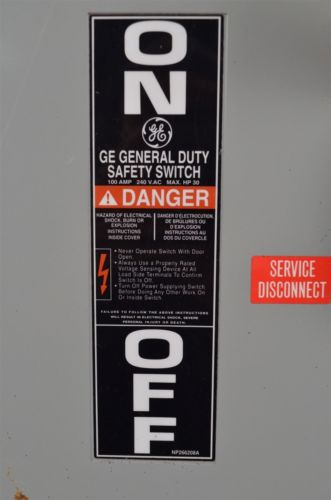 ON
GE
GE GENERAL DUTY
SAFETY SWITCH
100 AMP 240 V.AC MAX. HP 30
DANGER
HAZARD OF ELECTRICAL
SHOCK, BURN OR
EXPLOSION
INSTRUCTIONS
INSIDE COVER
DANGER D'ELECTROCUTION,
DE BRÛLURES OU
D'EXPLOSION
INSTRUCTIONS AU
DOS DU COUVERCLE
• Never Operate Switch With Door
Open.
• Always Use a Properly Rated
Voltage Sensing Device At All
Load Side Terminals To Confirm
Switch Is Off.
• Turn Off Power Supplying Switch
Before Doing Any Other Work On
Or Inside Switch.
FAILURE TO FOLLOW THE ABOVE INSTRUCTIONS
WILL RESULT IN ELECTRICAL SHOCK, SEVERE
PERSONAL INJURY OR DEATH.
OFF
NP266208A
SERVICE
DISCONNECT